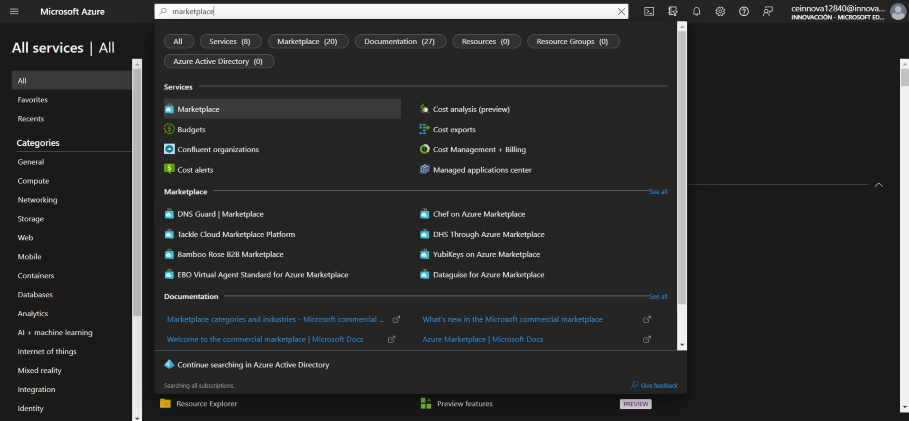 Microsoft Azure
marketplace
ceinnova12840@innova...
INNOVACCIÓN - MICROSOFT ED...
All services | All
All
Favorites
Recents
Categories
General
Compute
Networking
Storage
Web
Mobile
Containers
Databases
Analytics
AI + machine learning
Internet of things
Mixed reality
Integration
Identity
All
Services (8)
Marketplace (20)
Documentation (27)
Resources (0)
Resource Groups (0)
Azure Active Directory (0)
Services
Marketplace
Cost analysis (preview)
Budgets
Cost exports
Confluent organizations
Cost Management + Billing
Cost alerts
Managed applications center
Marketplace
See all
DNS Guard | Marketplace
Chef on Azure Marketplace
Tackle Cloud Marketplace Platform
DHS Through Azure Marketplace
Bamboo Rose B2B Marketplace
YubiKeys on Azure Marketplace
EBO Virtual Agent Standard for Azure Marketplace
Dataguise for Azure Marketplace
Documentation
See all
Marketplace categories and industries - Microsoft commercial ...
What's new in the Microsoft commercial marketplace
Welcome to the commercial marketplace | Microsoft Docs
Azure Marketplace | Microsoft Docs
Continue searching in Azure Active Directory
Searching all subscriptions.
Give feedback
Resource Explorer
Preview features
PREVIEW